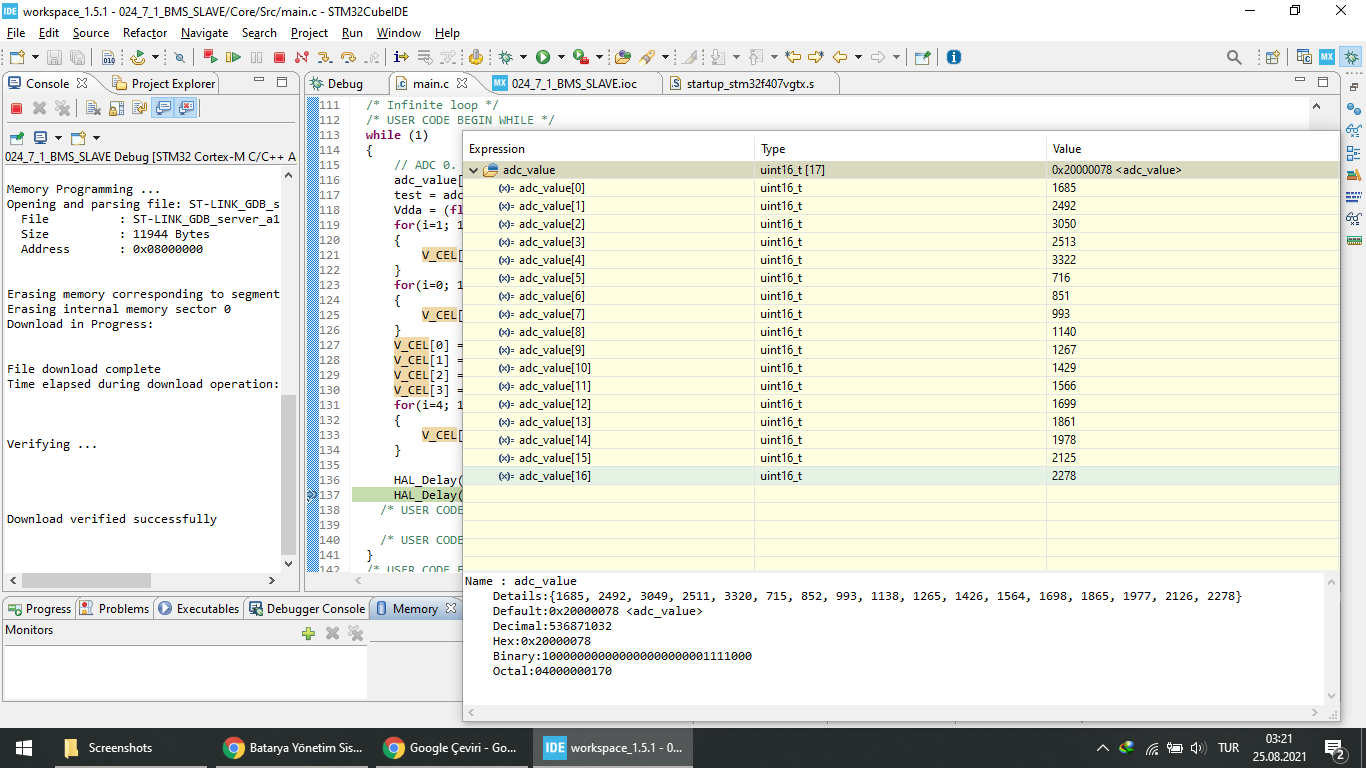 workspace_1.5.1 - 024_7_1_BMS_SLAVE/Core/Src/main.c - STM32CubeIDE
File Edit Source Refactor Navigate Search Project Run Window Help
Console Project Explorer
024_7_1_BMS_SLAVE Debug [STM32 Cortex-M C/C++ A
Memory Programming ...
Opening and parsing file: ST-LINK_GDB_s
File : ST-LINK_GDB_server_a1
Size : 11944 Bytes
Address : 0x08000000
Erasing memory corresponding to segment
Erasing internal memory sector 0
Download in Progress:
File download complete
Time elapsed during download operation:
Verifying ...
Download verified successfully
Debug main.c 024_7_1_BMS_SLAVE.ioc startup_stm32f407vgtx.s
111 /* Infinite loop */
112 /* USER CODE BEGIN WHILE */
113 while (1)
114 {
115 // ADC 0.
116 adc_value[
117 test = adc
118 Vdda = (fl
119 for(i=1; 1
120 {
121 V_CEL[
122 }
123 for(i=0; 1
124 {
125 V_CEL[
126 }
127 V_CEL[0] =
128 V_CEL[1] =
129 V_CEL[2] =
130 V_CEL[3] =
131 for(i=4; 1
132 {
133 V_CEL[
134 }
135
136 HAL_Delay(
137 HAL_Delay(
138 /* USER CODE
139
140 /* USER CODE
141 }
142 /* USER CODE E
Expression Type Value
adc_value uint16_t [17] 0x20000078 <adc_value>
(x)= adc_value[0] uint16_t 1685
(x)= adc_value[1] uint16_t 2492
(x)= adc_value[2] uint16_t 3050
(x)= adc_value[3] uint16_t 2513
(x)= adc_value[4] uint16_t 3322
(x)= adc_value[5] uint16_t 716
(x)= adc_value[6] uint16_t 851
(x)= adc_value[7] uint16_t 993
(x)= adc_value[8] uint16_t 1140
(x)= adc_value[9] uint16_t 1267
(x)= adc_value[10] uint16_t 1429
(x)= adc_value[11] uint16_t 1566
(x)= adc_value[12] uint16_t 1699
(x)= adc_value[13] uint16_t 1861
(x)= adc_value[14] uint16_t 1978
(x)= adc_value[15] uint16_t 2125
(x)= adc_value[16] uint16_t 2278
Name : adc_value
Details:{1685, 2492, 3049, 2511, 3320, 715, 852, 993, 1138, 1265, 1426, 1564, 1698, 1865, 1977, 2126, 2278}
Default:0x20000078 <adc_value>
Decimal:536871032
Hex:0x20000078
Binary:100000000000000000000001111000
Octal:04000000170
Progress Problems Executables Debugger Console Memory
Monitors
Screenshots
Batarya Yönetim Sis...
Google Çeviri - Go...
IDE workspace_1.5.1 - 0...
TUR
03:21
25.08.2021
2